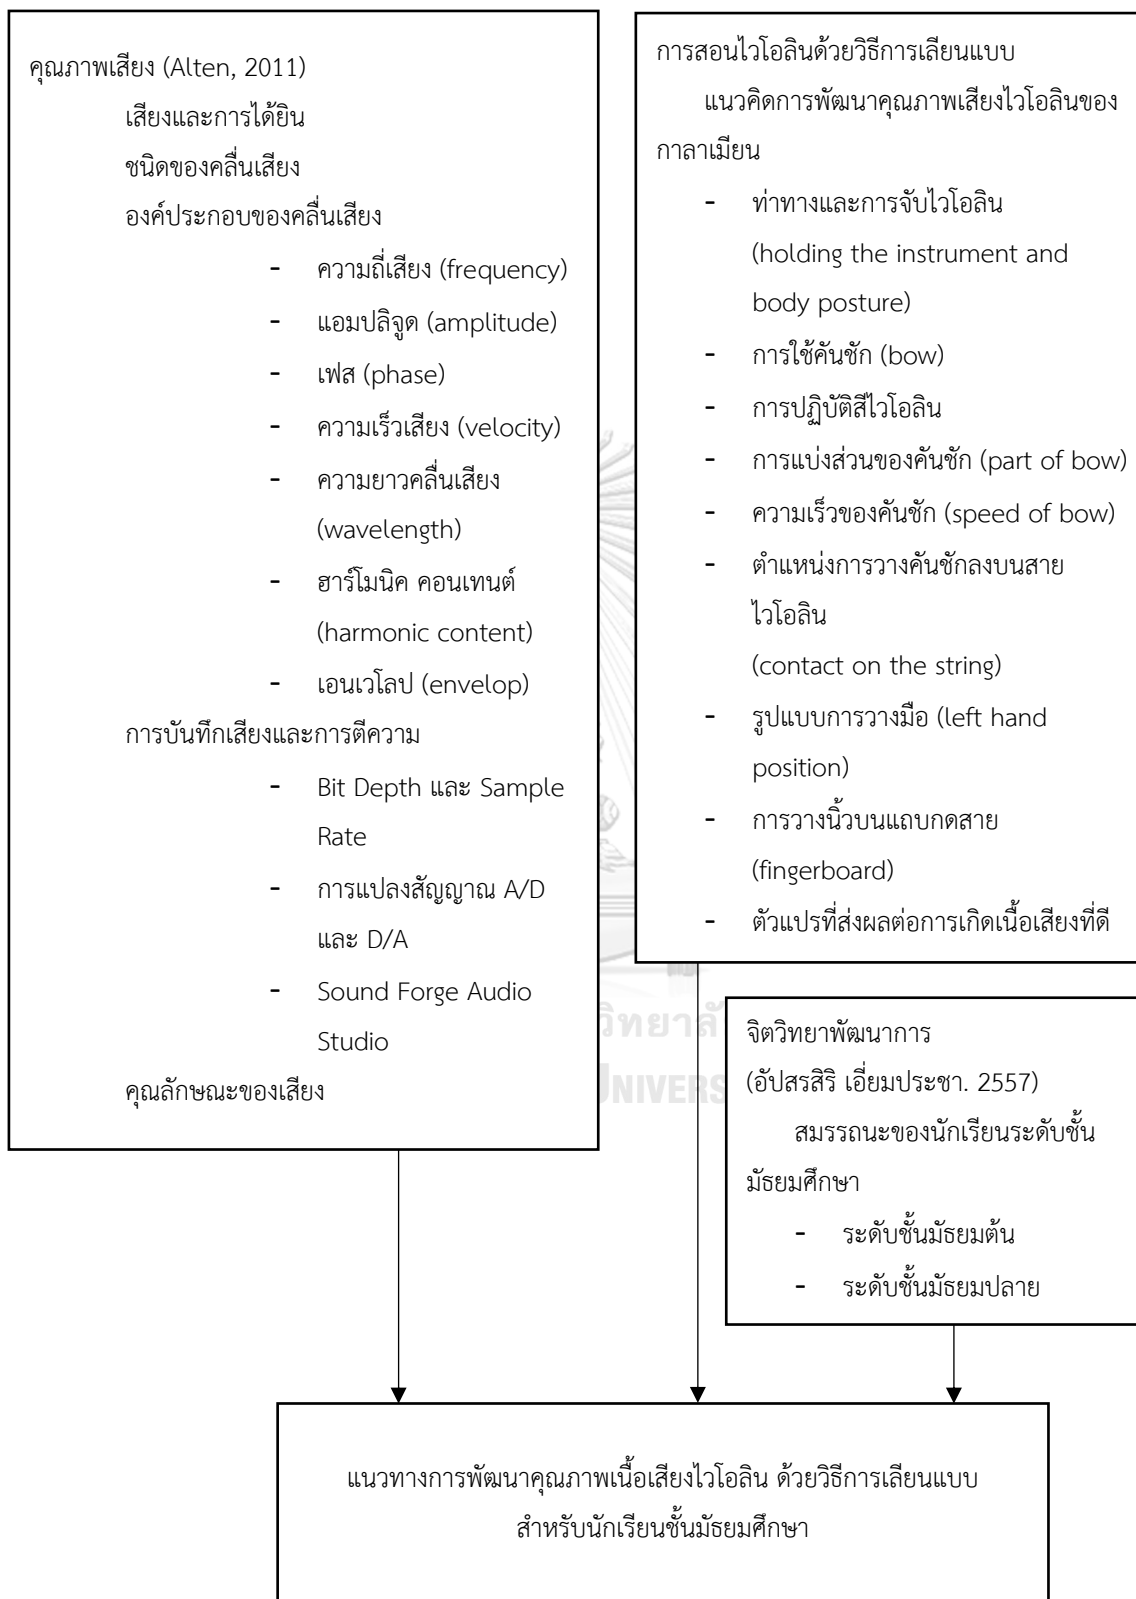 คุณภาพเสียง (Alten, 2011)
เสียงและการได้ยิน
ชนิดของคลื่นเสียง
องค์ประกอบของคลื่นเสียง
- ความถี่เสียง (frequency)
- แอมปลิจูด (amplitude)
- เฟส (phase)
- ความเร็วเสียง (velocity)
- ความยาวคลื่นเสียง
(wavelength)
- ฮาร์โมนิค คอนเทนต์
(harmonic content)
- เอนเวโลป (envelop)
การบันทึกเสียงและการตีความ
- Bit Depth และ Sample
Rate
- การแปลงสัญญาณ A/D
และ D/A
- Sound Forge Audio
Studio
คุณลักษณะของเสียง
การสอนไวโอลินด้วยวิธีการเลียนแบบ
แนวคิดการพัฒนาคุณภาพเสียงไวโอลินของ
กาลาเมียน
- ท่าทางและการจับไวโอลิน
(holding the instrument and
body posture)
- การใช้คันชัก (bow)
- การปฏิบัติสีไวโอลิน
- การแบ่งส่วนของคันชัก (part of bow)
- ความเร็วของคันชัก (speed of bow)
- ตำแหน่งการวางคันชักลงบนสาย
ไวโอลิน
(contact on the string)
- รูปแบบการวางมือ (left hand
position)
- การวางนิ้วบนแถบกดสาย
(fingerboard)
- ตัวแปรที่ส่งผลต่อการเกิดเนื้อเสียงที่ดี
วิทยาลั
UNIVERS
จิตวิทยาพัฒนาการ
(อัปสรสิริ เอี่ยมประชา. 2557)
สมรรถนะของนักเรียนระดับชั้น
มัธยมศึกษา
- ระดับชั้นมัธยมต้น
- ระดับชั้นมัธยมปลาย
แนวทางการพัฒนาคุณภาพเนื้อเสียงไวโอลิน ด้วยวิธีการเลียนแบบ
สำหรับนักเรียนชั้นมัธยมศึกษา